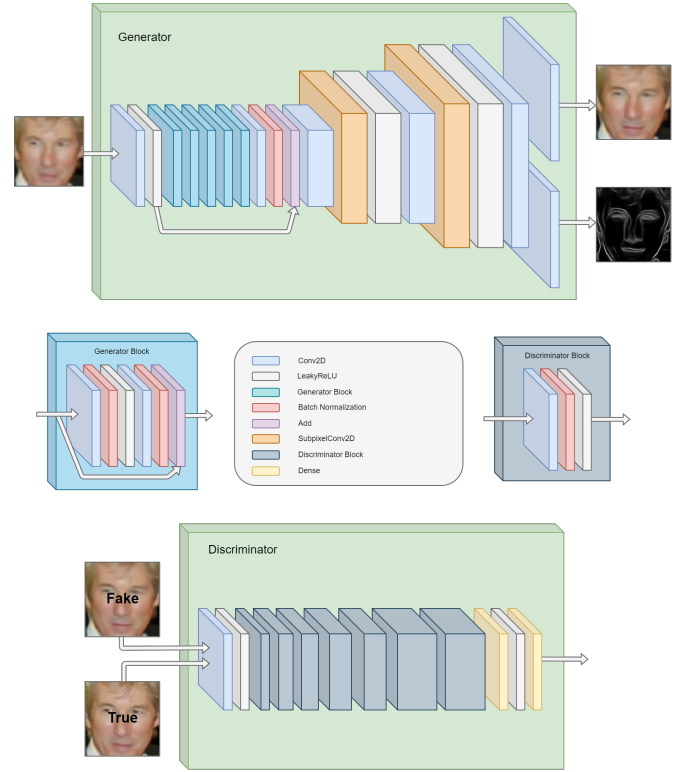 Generator
Generator Block
Conv2D
LeakyReLU
Generator Block
Batch Normalization
Add
SubpixelConv2D
Discriminator Block
Dense
Discriminator Block
Discriminator
Fake
True